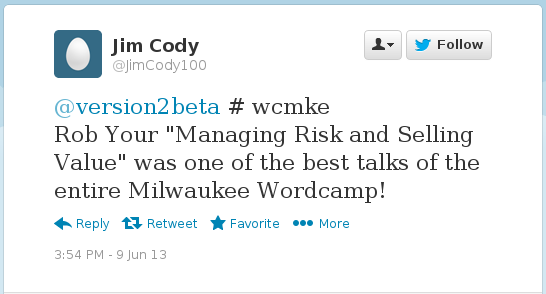 Jim Cody
@JimCody100
Follow
@version2beta # wcmke
Rob Your "Managing Risk and Selling
Value" was one of the best talks of the
entire Milwaukee Wordcamp!
Reply Retweet Favorite More
3:54 PM - 9 Jun 13